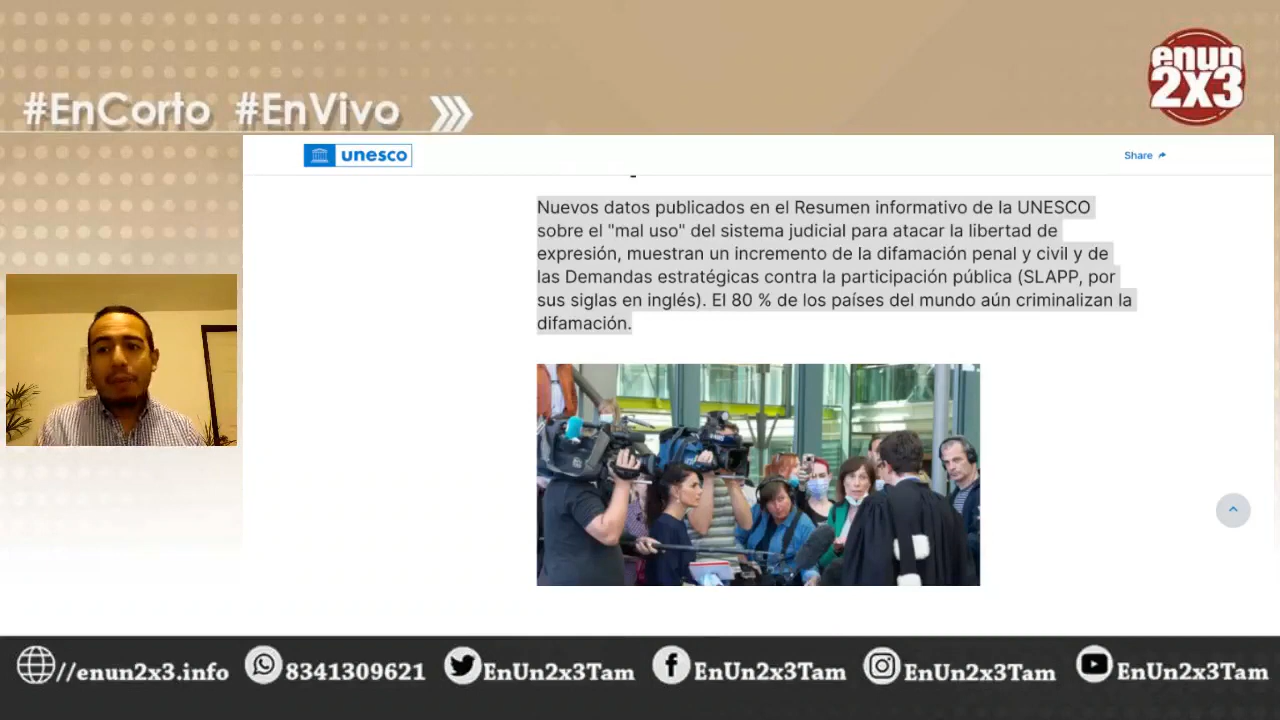 enun
2X3
#EnCorto #EnVivo
unesco
Share
Nuevos datos publicados en el Resumen informativo de la UNESCO
sobre el "mal uso" del sistema judicial para atacar la libertad de
expresión, muestran un incremento de la difamación penal y civil y de
las Demandas estratégicas contra la participación pública (SLAPP, por
sus siglas en inglés). El 80 % de los países del mundo aún criminalizan la
difamación.
//enun2x3.info 8341309621 EnUn2x3Tam EnUn2x3Tam EnUn2x3Tam EnUn2x3Tam